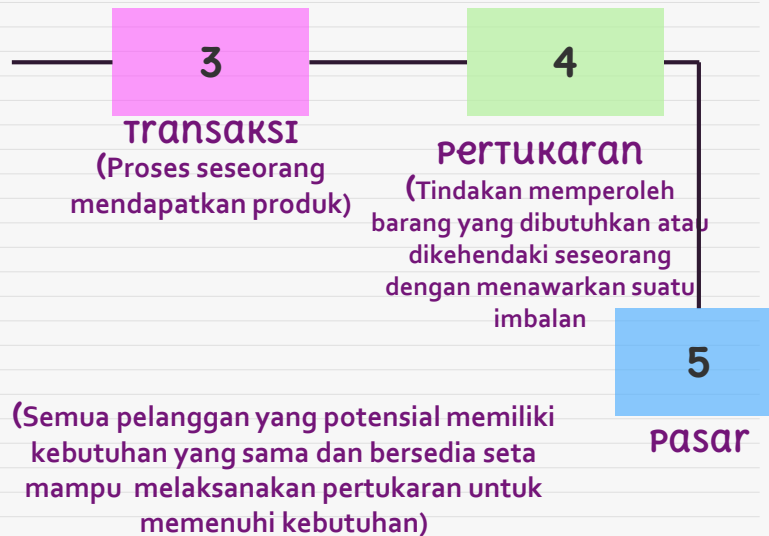 3
Transaksi
(Proses seseorang
mendapatkan produk)
4
Pertukaran
(Tindakan memperoleh
barang yang dibutuhkan atau
dikehendaki seseorang
dengan menawarkan suatu
imbalan
5
Pasar
(Semua pelanggan yang potensial memiliki
kebutuhan yang sama dan bersedia seta
mampu melaksanakan pertukaran untuk
memenuhi kebutuhan)